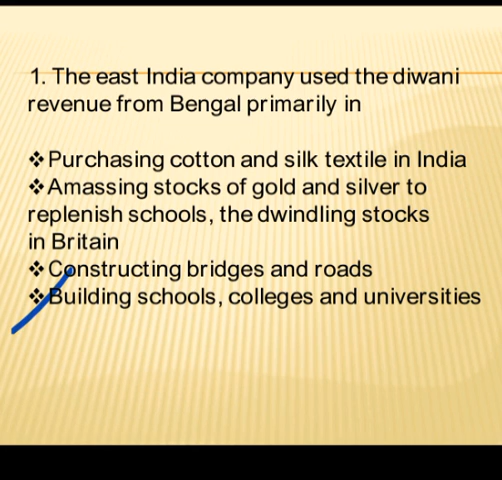 1. The east India company used the diwani
revenue from Bengal primarily in
❖Purchasing cotton and silk textile in India
❖Amassing stocks of gold and silver to
replenish schools, the dwindling stocks
in Britain
❖Constructing bridges and roads
❖Building schools, colleges and universities